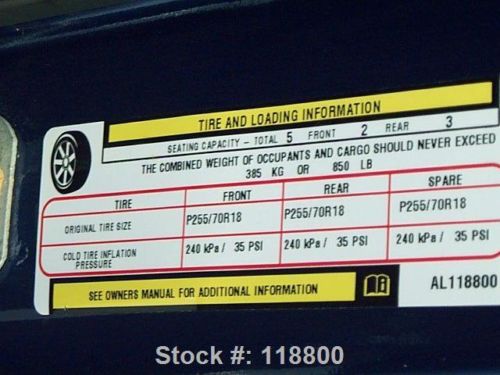 TIRE AND LOADING INFORMATION
SEATING CAPACITY - TOTAL 5 FRONT 2 REAR 3
THE COMBINED WEIGHT OF OCCUPANTS AND CARGO SHOULD NEVER EXCEED
385 KG OR 850 LB
TIRE FRONT REAR SPARE
ORIGINAL TIRE SIZE P255/70R18 P255/70R18 P255/70R18
COLD TIRE INFLATION PRESSURE 240 kPa / 35 PSI 240 kPa / 35 PSI 240 kPa / 35 PSI
SEE OWNERS MANUAL FOR ADDITIONAL INFORMATION AL118800
Stock #: 118800